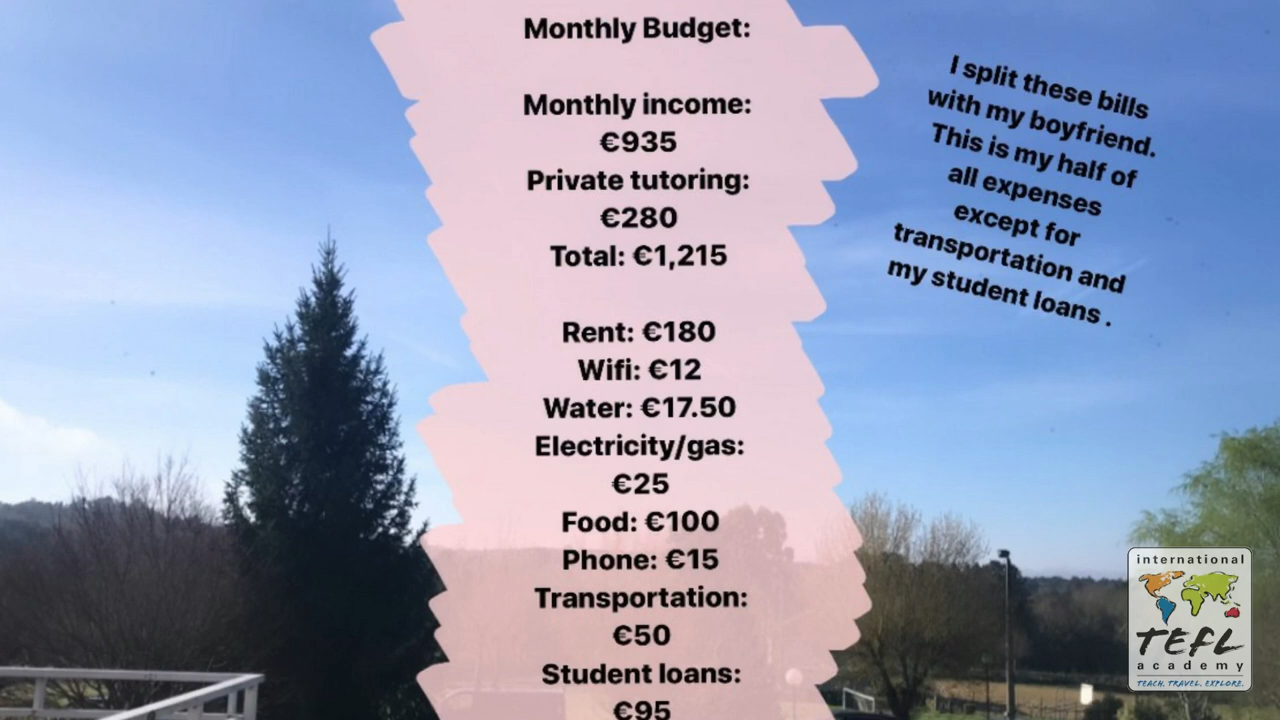 Monthly Budget:
Monthly income:
€935
Private tutoring:
€280
Total: €1,215
Rent: €180
Wifi: €12
Water: €17.50
Electricity/gas:
€25
Food: €100
Phone: €15
Transportation:
€50
Student loans:
€95
I split these bills
with my boyfriend.
This is my half of
all expenses
except for
transportation and
my student loans .
international
TEFL
academy
TEACH. TRAVEL. EXPLORE.